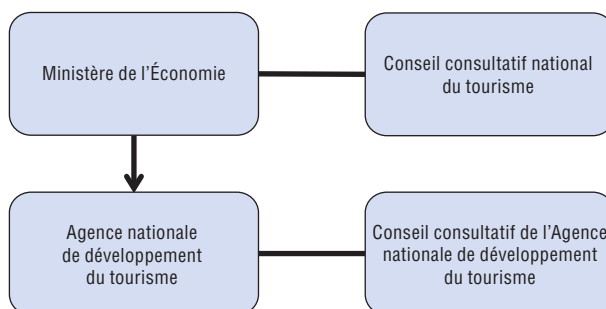 Ministère de l’Économie
Conseil consultatif national
du tourisme
Agence nationale
de développement
du tourisme
Conseil consultatif de l’Agence
nationale de développement
du tourisme